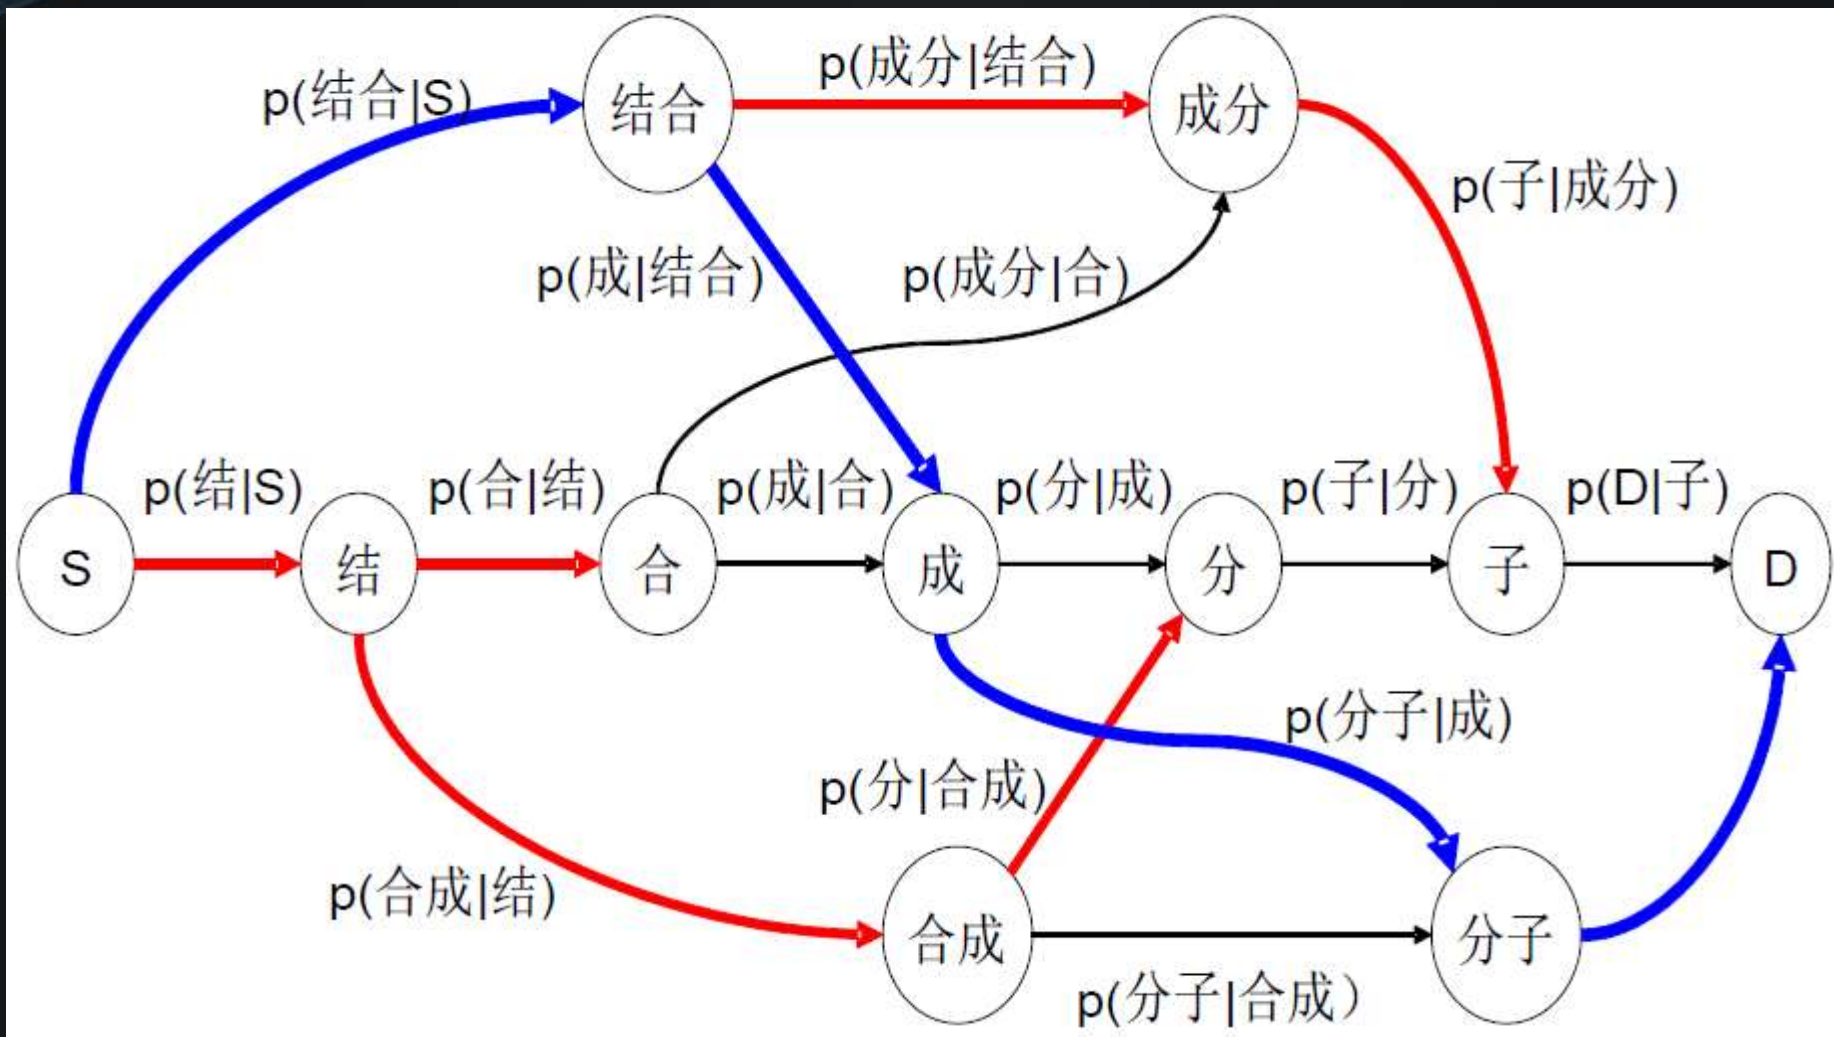 p(结合|S)
结合
p(成分|结合)
成分
p(子|成分)
p(成|结合)
p(成分|合)
p(结|S)
p(合|结)
p(成|合)
p(分|成)
p(子|分)
p(D|子)
S
结
合
成
分
子
D
p(分子|成)
p(分|合成)
p(合成|结)
合成
分子
p(分子|合成）